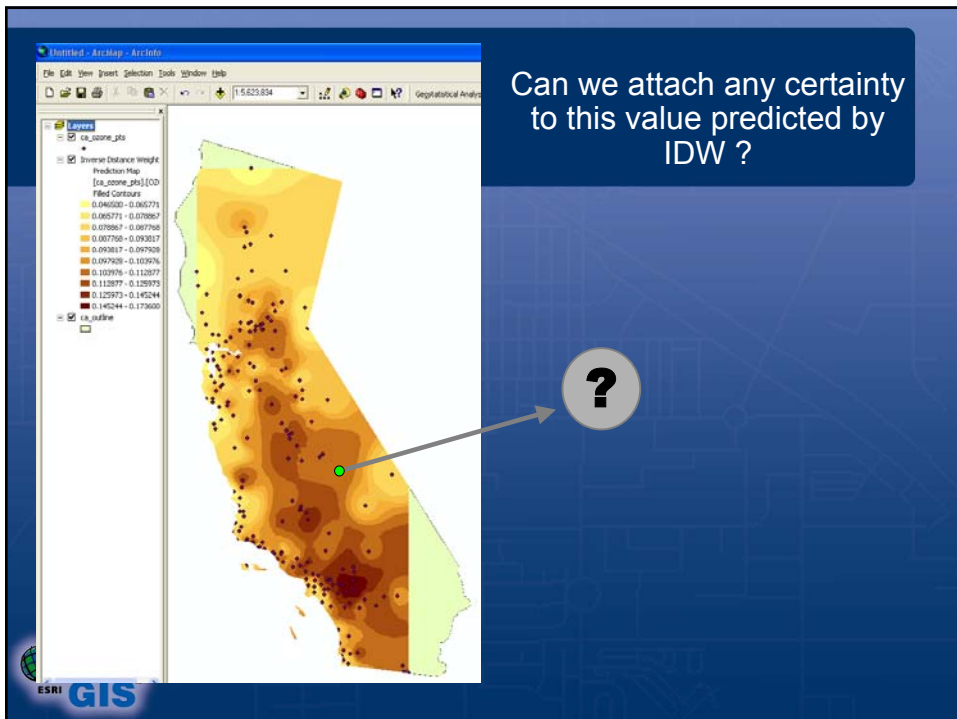 Untitled - ArcMap - ArcInfo
File Edit View Insert Selection Tools Window Help
1:5,623,834
Geostatistical Analys
Layers
ca_ozone_pts
Inverse Distance Weight
Prediction Map
[ca_ozone_pts].[OZ
Filled Contours
0.046500 - 0.065771
0.065771 - 0.078867
0.078867 - 0.087768
0.087768 - 0.093817
0.093817 - 0.097928
0.097928 - 0.103976
0.103976 - 0.112877
0.112877 - 0.125973
0.125973 - 0.145244
0.145244 - 0.173600
ca_outline
Can we attach any certainty
to this value predicted by
IDW ?
?
ESRI GIS